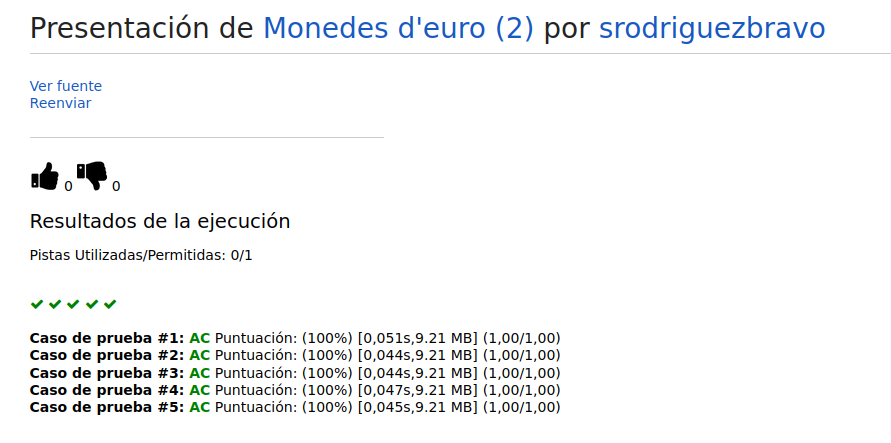 Presentación de Monedes d'euro (2) por srodriguezbravo
Ver fuente
Reenviar
0 0
Resultados de la ejecución
Pistas Utilizadas/Permitidas: 0/1
Caso de prueba #1: AC Puntuación: (100%) [0,051s,9.21 MB] (1,00/1,00)
Caso de prueba #2: AC Puntuación: (100%) [0,044s,9.21 MB] (1,00/1,00)
Caso de prueba #3: AC Puntuación: (100%) [0,044s,9.21 MB] (1,00/1,00)
Caso de prueba #4: AC Puntuación: (100%) [0,047s,9.21 MB] (1,00/1,00)
Caso de prueba #5: AC Puntuación: (100%) [0,045s,9.21 MB] (1,00/1,00)